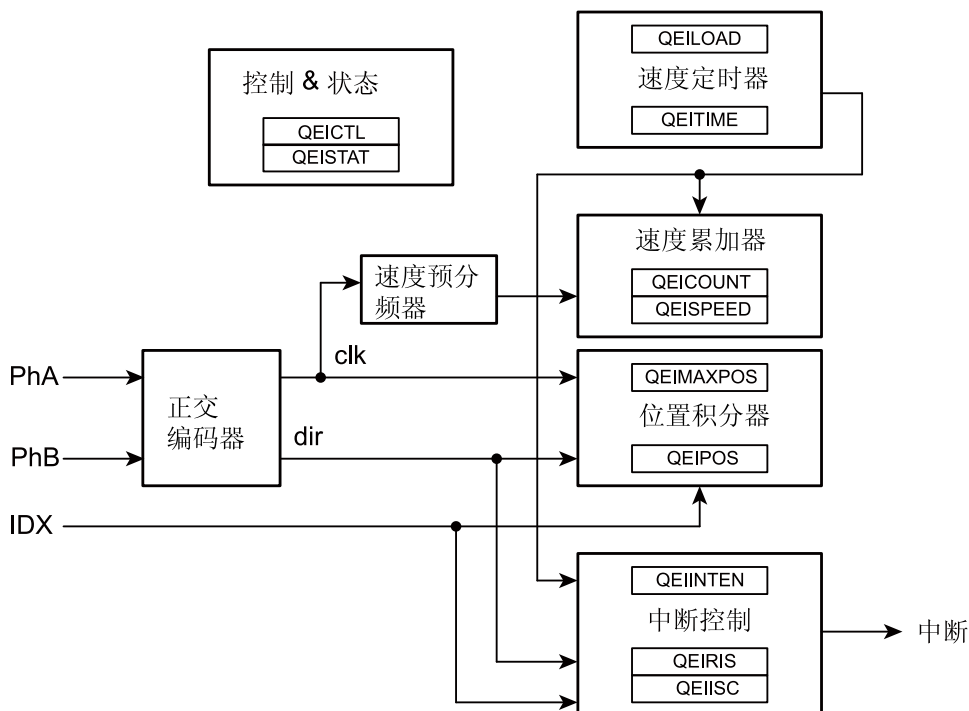 QEILOAD
速度定时器
QEITIME
控制 & 状态
QEICTL
QEISTAT
速度累加器
QEICOUNT
QEISPEED
速度预分
频器
clk
PhA
PhB
正交
编码器
dir
QEIMAXPOS
位置积分器
QEIPOS
IDX
QEIINTEN
中断控制
QEIRIS
QEIISC
中断